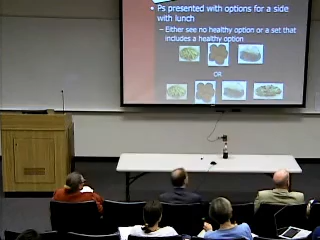 • Ps presented with options for a side
with lunch
– Either see no healthy option or a set that
includes a healthy option
OR